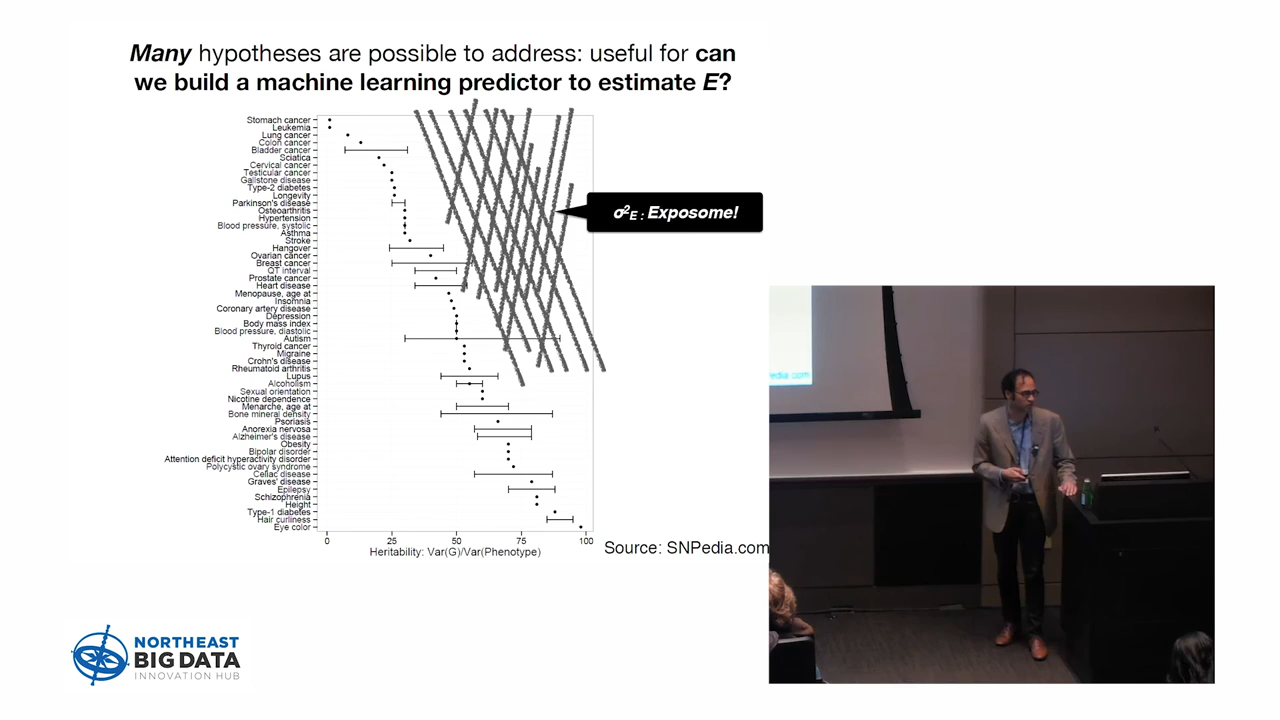 Many hypotheses are possible to address: useful for can
we build a machine learning predictor to estimate E?
Stomach cancer
Leukemia
Lung cancer
Colon cancer
Bladder cancer
Sciatica
Cervical cancer
Testicular cancer
Gallstone disease
Type-2 diabetes
Longevity
Parkinson's disease
Osteoarthritis
Hypertension
Blood pressure, systolic
Asthma
Stroke
Hangover
Ovarian cancer
Breast cancer
QT interval
Prostate cancer
Heart disease
Menopause, age at
Insomnia
Coronary artery disease
Depression
Body mass index
Blood pressure, diastolic
Autism
Thyroid cancer
Migraine
Crohn's disease
Rheumatoid arthritis
Lupus
Alcoholism
Sexual orientation
Nicotine dependence
Menarche, age at
Bone mineral density
Psoriasis
Anorexia nervosa
Alzheimer's disease
Obesity
Bipolar disorder
Attention deficit hyperactivity disorder
Polycystic ovary syndrome
Celiac disease
Graves' disease
Epilepsy
Schizophrenia
Height
Type-1 diabetes
Hair curliness
Eye color
0 25 50 75 100
Heritability: Var(G)/Var(Phenotype)
σ²E : Exposome!
Source: SNPedia.com
pedia.com
NORTHEAST
BIG DATA
INNOVATION HUB